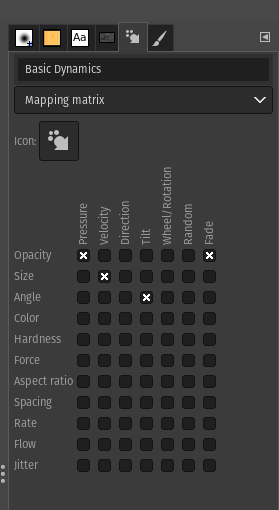 Aa
Basic Dynamics
Mapping matrix
Icon:
Pressure
Velocity
Direction
Tilt
Wheel/Rotation
Random
Fade
Opacity
Size
Angle
Color
Hardness
Force
Aspect ratio
Spacing
Rate
Flow
Jitter